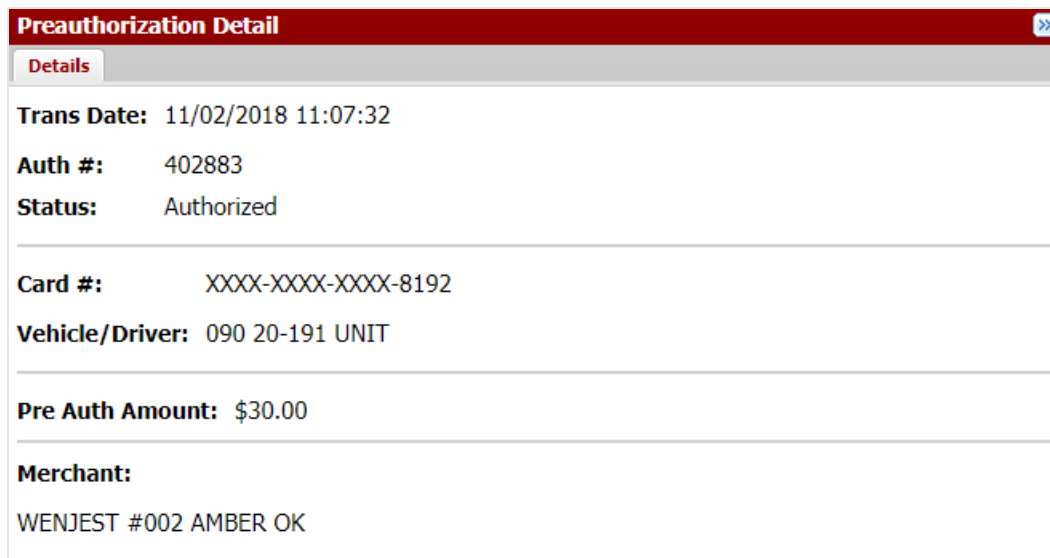 Preauthorization Detail
Details
Trans Date: 11/02/2018 11:07:32
Auth #: 402883
Status: Authorized
Card #: XXXX-XXXX-XXXX-8192
Vehicle/Driver: 090 20-191 UNIT
Pre Auth Amount: $30.00
Merchant:
WENJEST #002 AMBER OK